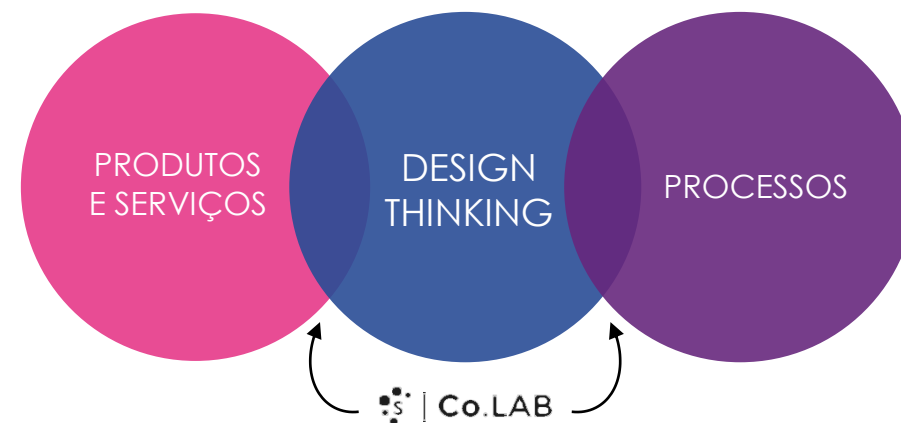 PRODUTOS
E SERVIÇOS
DESIGN
THINKING
PROCESSOS
S | Co.LAB